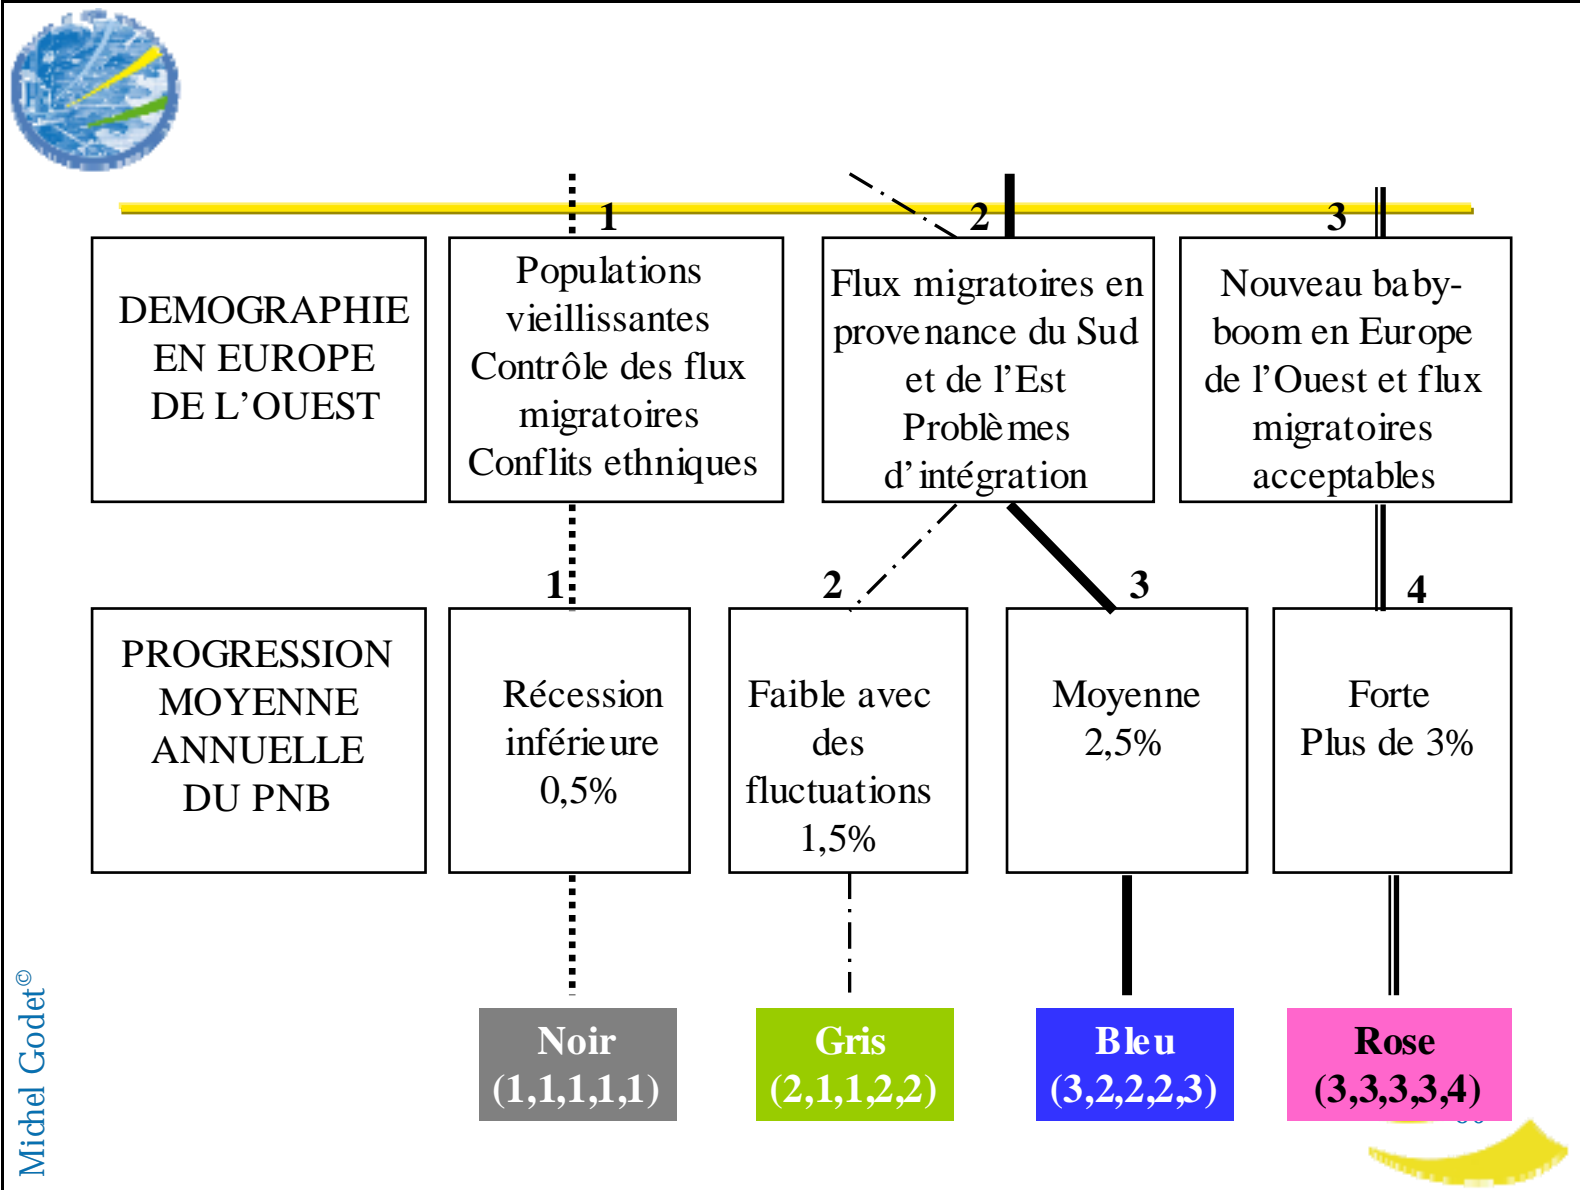 1
2
3
DEMOGRAPHIE
EN EUROPE
DE L'OUEST
Populations
vieillissantes
Contrôle des flux
migratoires
Conflits ethniques
Flux migratoires en
provenance du Sud
et de l'Est
Problèmes
d'intégration
Nouveau baby-
boom en Europe
de l'Ouest et flux
migratoires
acceptables
1
2
3
4
PROGRESSION
MOYENNE
ANNUELLE
DU PNB
Récession
inférieure
0,5%
Faible avec
des
fluctuations
1,5%
Moyenne
2,5%
Forte
Plus de 3%
Noir
(1,1,1,1,1)
Gris
(2,1,1,2,2)
Bleu
(3,2,2,2,3)
Rose
(3,3,3,3,4)
Michel Godet©